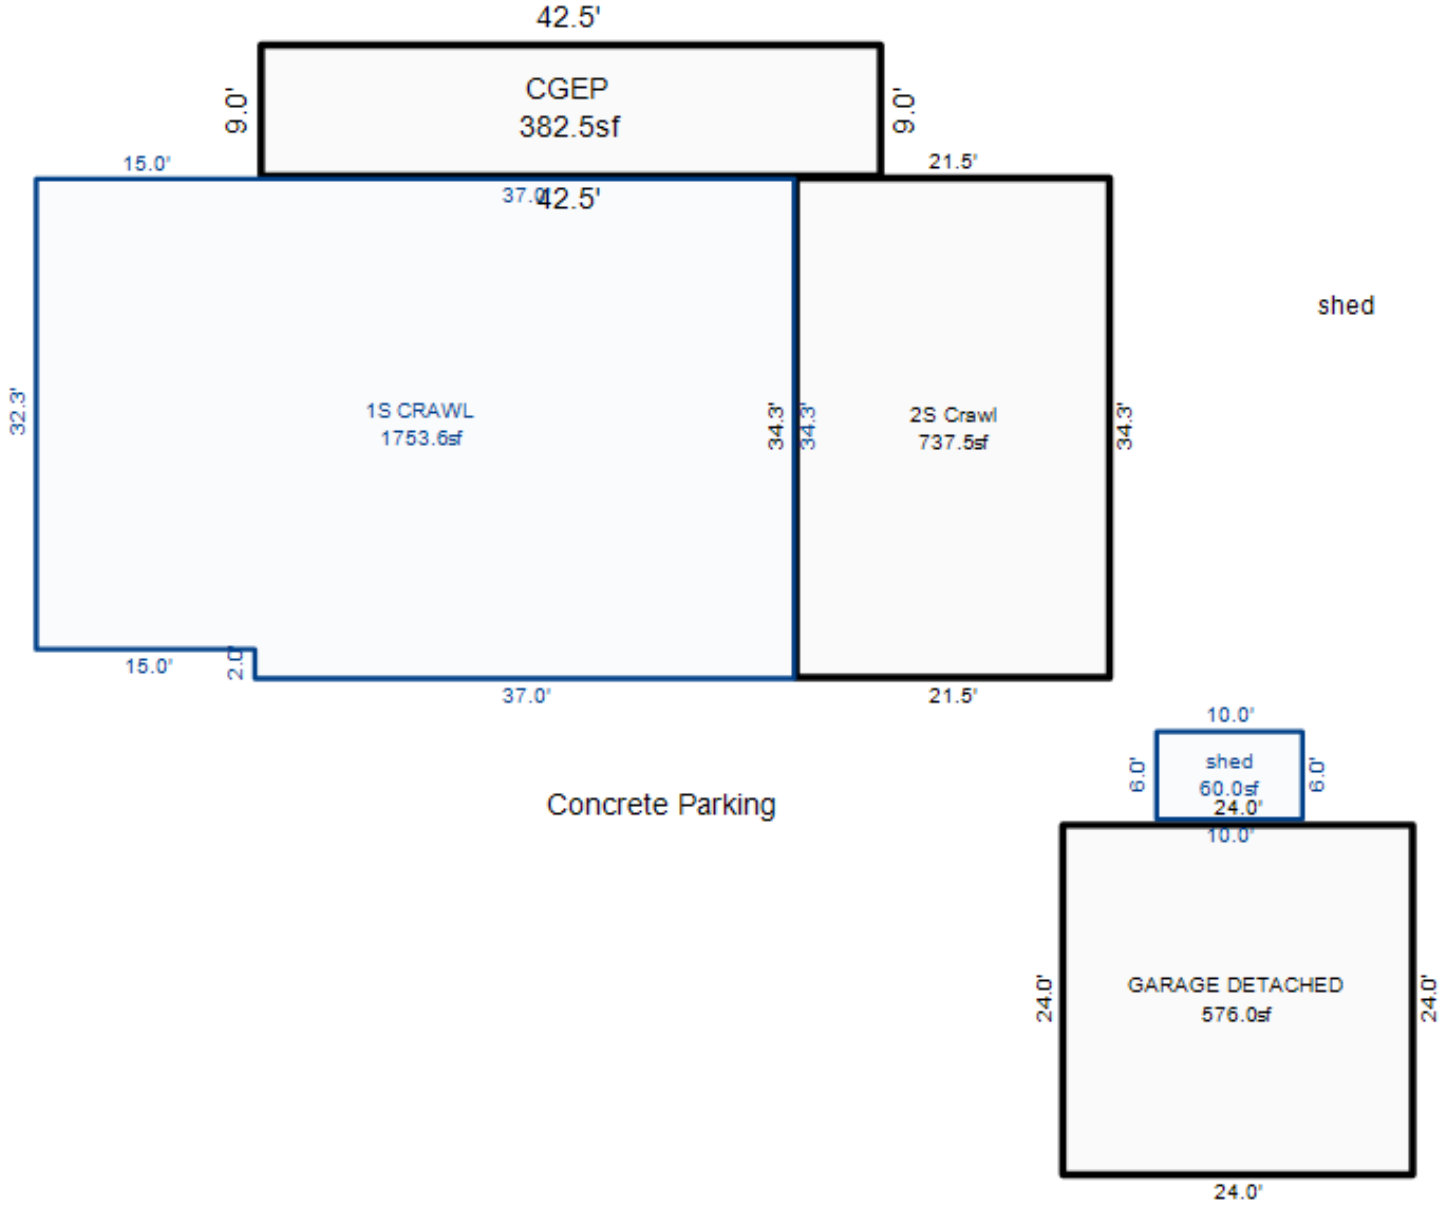 42.5'
CGEP
382.5sf
9.0'
9.0'
15.0'
21.5'
37.0'
42.5'
shed
32.3'
1S CRAWL
1753.6sf
34.3'
34.3'
2S Crawl
737.5sf
34.3'
15.0'
2.0'
37.0'
21.5'
10.0'
6.0'
shed
60.0sf
6.0'
24.0'
10.0'
Concrete Parking
24.0'
GARAGE DETACHED
576.0sf
24.0'
24.0'